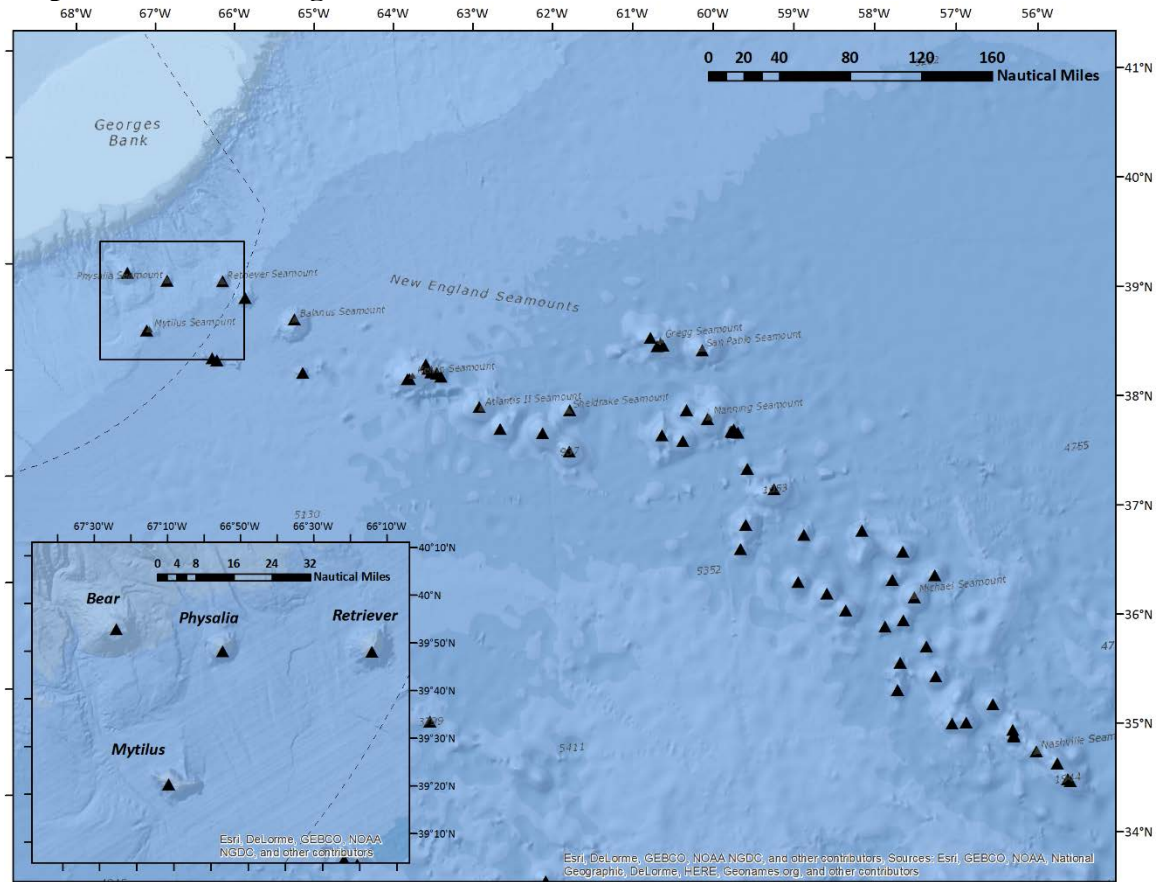 68°W 67°W 66°W 65°W 64°W 63°W 62°W 61°W 60°W 59°W 58°W 57°W 56°W
0 20 40 80 120 160
Nautical Miles
41°N
Georges
Bank
40°N
39°N
Physalia Seamount
Retriever Seamount
New England Seamounts
Balanus Seamount
Mytilus Seamount
Gregg Seamount
San Pablo Seamount
38°N
Seamount
Atlantis II Seamount
Sheldrake Seamount
Manning Seamount
4765
37°N
5130
5352
Michael Seamount
36°N
47
35°N
5411
Nashville Seam
34°N
67°30'W 67°10'W 66°50'W 66°30'W 66°10'W
0 4 8 16 24 32
Nautical Miles
40°10'N
40°N
39°50'N
39°40'N
39°30'N
39°20'N
39°10'N
Bear
Physalia
Retriever
Mytilus
Esri, DeLorme, GEBCO, NOAA
NGDC, and other contributors
Esri, DeLorme, GEBCO, NOAA NGDC, and other contributors, Sources: Esri, GEBCO, NOAA, National
Geographic, DeLorme, HERE, Geonames.org, and other contributors